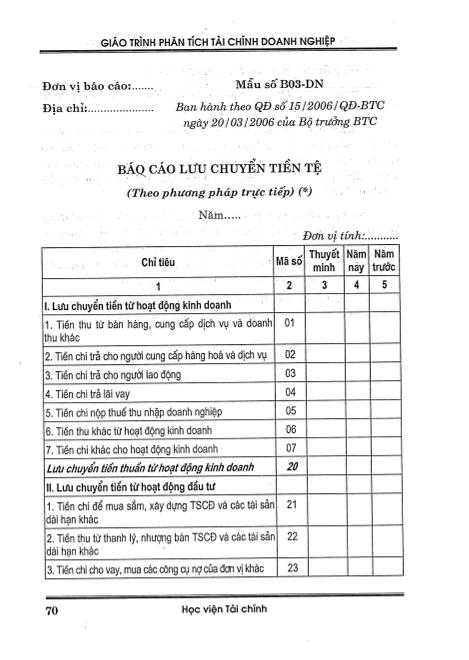 GIÁO TRÌNH PHÂN TÍCH TÀI CHÍNH DOANH NGHIỆP
Đơn vị báo cáo:.......
Mẫu số B03-DN
Địa chỉ:....................
Ban hành theo QĐ số 15/2006/QĐ-BTC
ngày 20/03/2006 của Bộ trưởng BTC
BÁO CÁO LƯU CHUYỂN TIỀN TỆ
(Theo phương pháp trực tiếp) (*)
Năm.....
Đơn vị tính:...........
Chỉ tiêu Mã số Thuyết minh Năm nay Năm trước
1 2 3 4 5
I. Lưu chuyển tiền từ hoạt động kinh doanh
1. Tiền thu từ bán hàng, cung cấp dịch vụ và doanh 01
thu khác
2. Tiền chi trả cho người cung cấp hàng hoá và dịch vụ 02
3. Tiền chi trả cho người lao động 03
4. Tiền chi trả lãi vay 04
5. Tiền chi nộp thuế thu nhập doanh nghiệp 05
6. Tiền thu khác từ hoạt động kinh doanh 06
7. Tiền chi khác cho hoạt động kinh doanh 07
Lưu chuyển tiền thuần từ hoạt động kinh doanh 20
II. Lưu chuyển tiền từ hoạt động đầu tư
1. Tiền chi để mua sắm, xây dựng TSCĐ và các tài sản 21
dài hạn khác
2. Tiền thu từ thanh lý, nhượng bán TSCĐ và các tài sản 22
dài hạn khác
3. Tiền chi cho vay, mua các công cụ nợ của đơn vị khác 23
70
Học viện Tài chính